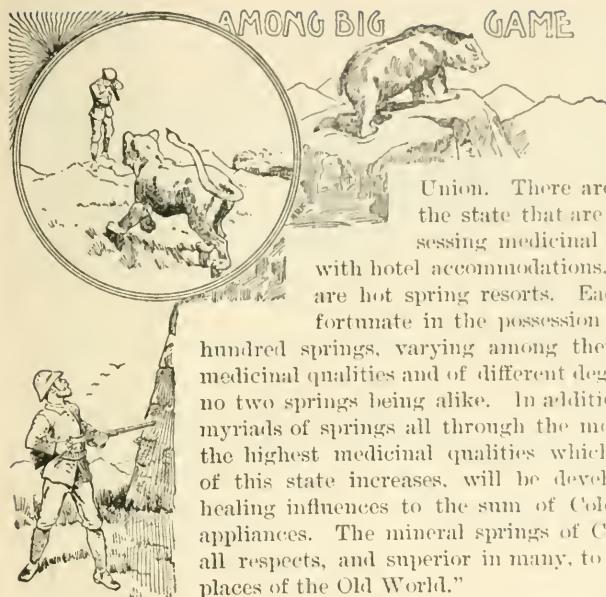 AMONG BIG GAME
Union. There are
the state that are
sessing medicinal
with hotel accommodations.
are hot spring resorts. Ea
fortunate in the possession
hundred springs, varying among the
medicinal qualities and of different deg
no two springs being alike. In additio
myriads of springs all through the mo
the highest medicinal qualities which
of this state increases, will be devel
healing influences to the sum of Colo
appliances. The mineral springs of C
all respects, and superior in many, to
places of the Old World."